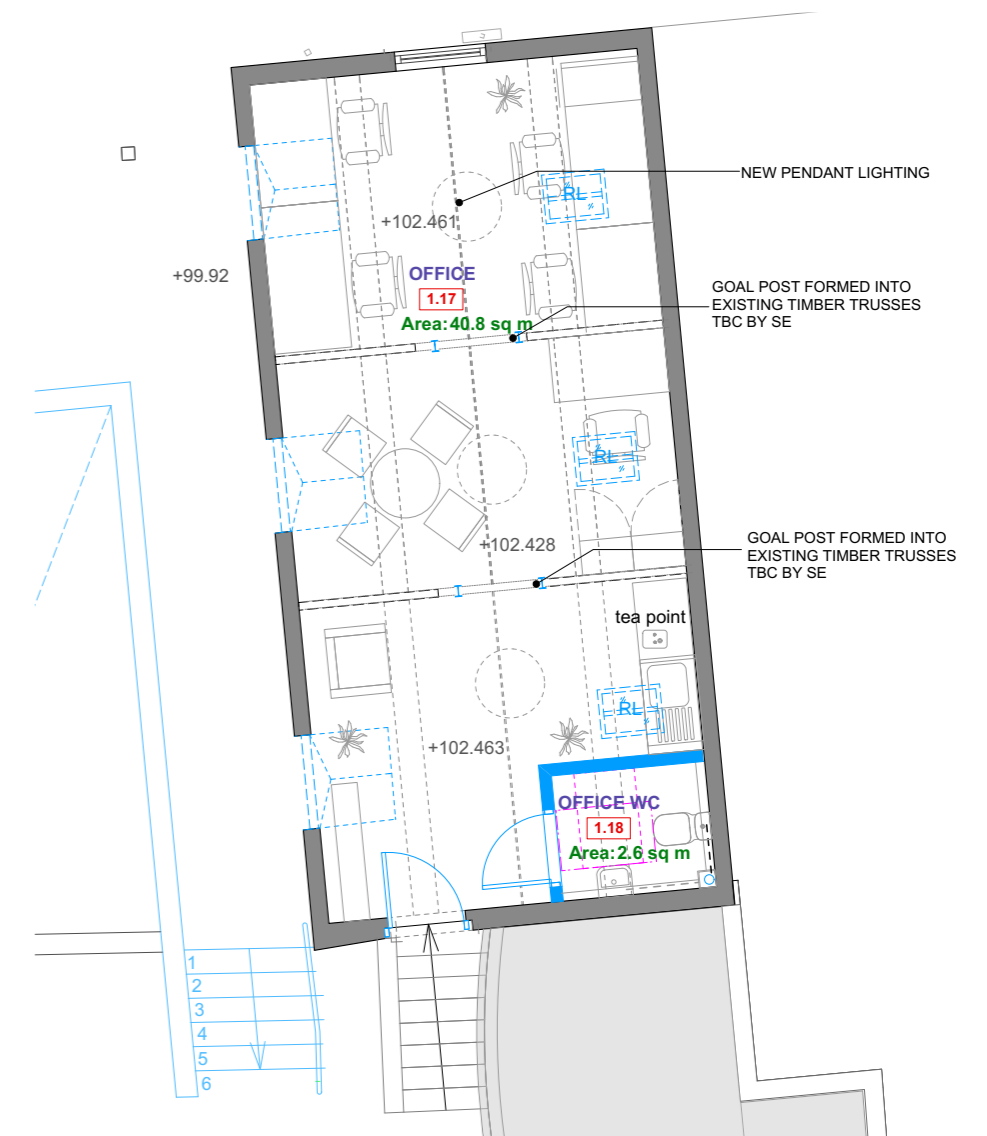 NEW PENDANT LIGHTING
RL
+102.461
+99.92
OFFICE
1.17
Area: 40.8 sq m
GOAL POST FORMED INTO
EXISTING TIMBER TRUSSES
TBC BY SE
RL
+102.428
GOAL POST FORMED INTO
EXISTING TIMBER TRUSSES
TBC BY SE
tea point
RL
+102.463
OFFICE WC
1.18
Area: 2.6 sq m
1
2
3
4
5
6